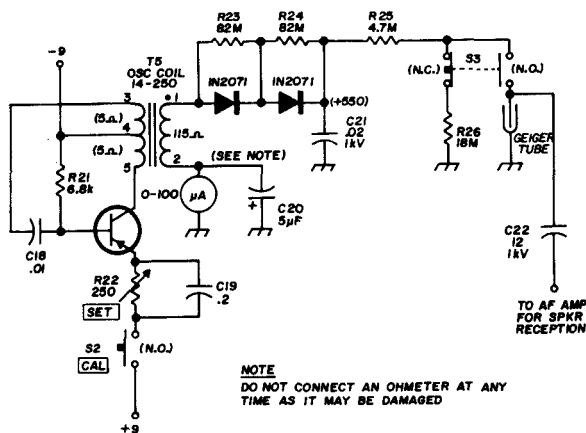 R23
82M
R24
82M
R25
4.7M
-9
T5
OSC COIL
14-250
1N2071
1N2071
S3
(N.C.)
(N.O.)
3
1
(5Ω)
4
(5Ω)
115Ω
5
2
(+550)
C21
.02
1kV
R26
18M
GEIGER
TUBE
(SEE NOTE)
R21
6.8k
0-100
μA
+
C20
5μF
C22
12
1kV
C18
.01
R22
250
SET
C19
.2
TO AF AMP
FOR SPKR
RECEPTION
S2
CAL
(N.O.)
+9
NOTE
DO NOT CONNECT AN OHMETER AT ANY
TIME AS IT MAY BE DAMAGED